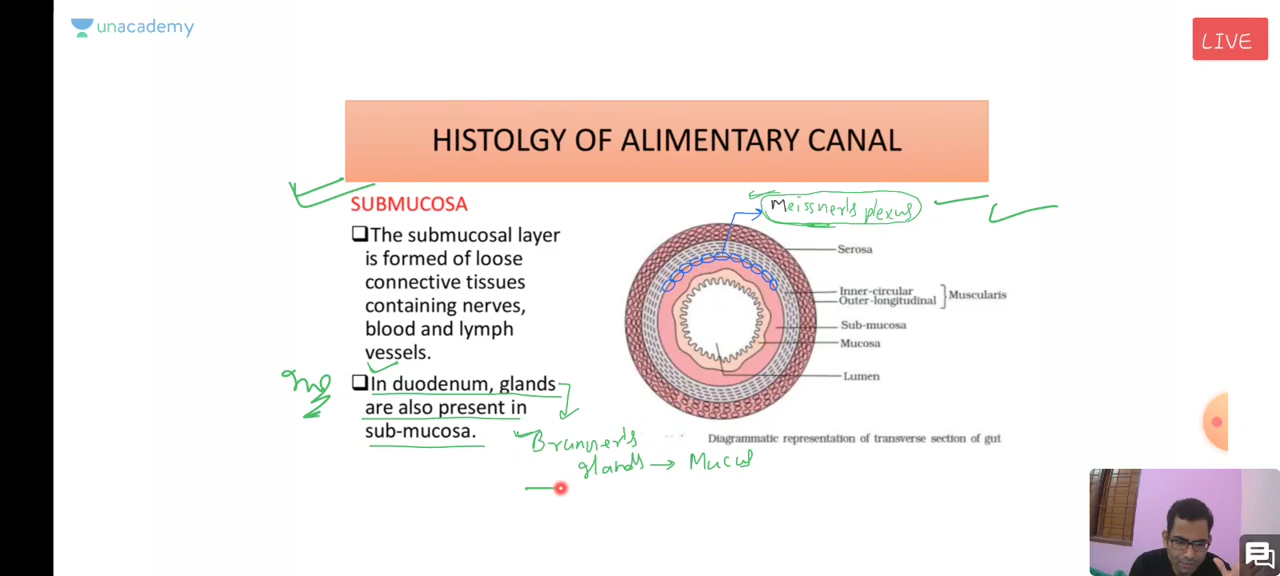 unacademy
LIVE
HISTOLGY OF ALIMENTARY CANAL
SUBMUCOSA
The submucosal layer
is formed of loose
connective tissues
containing nerves,
blood and lymph
vessels.
In duodenum, glands
are also present in
sub-mucosa.
Meissner's plexus
Serosa
Inner-circular
Outer-longitudinal
Muscularis
Sub-mucosa
Mucosa
Lumen
Diagrammatic representation of transverse section of gut
Brunner's
glands → Mucus